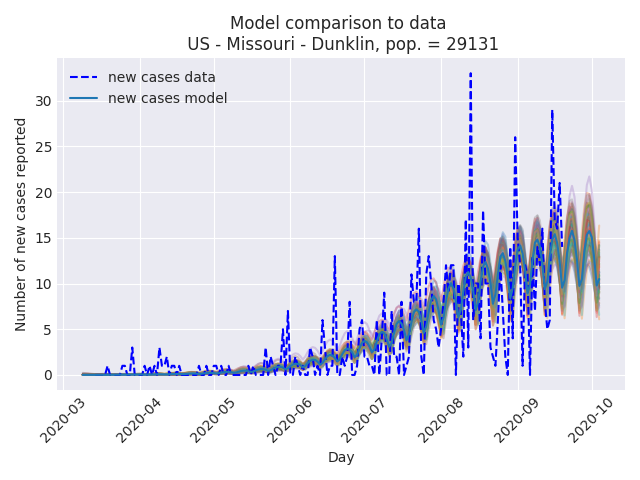 Model comparison to data
US - Missouri - Dunklin, pop. = 29131
new cases data
new cases model
Number of new cases reported
30
25
20
15
10
5
0
2020-03
2020-04
2020-05
2020-06
2020-07
2020-08
2020-09
2020-10
Day